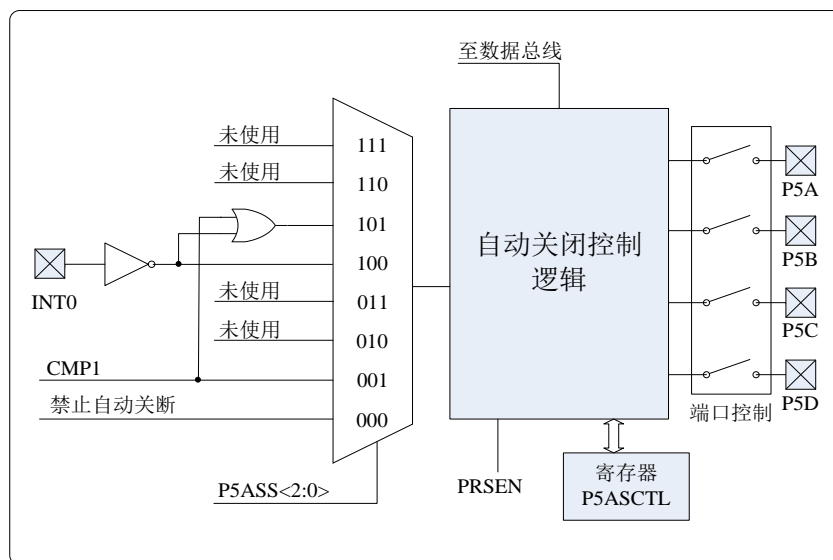 至数据总线
未使用
111
未使用
110
101
100
INT0
未使用
011
未使用
010
CMP1
001
禁止自动关断
000
P5ASS<2:0>
自动关闭控制
逻辑
PRSEN
寄存器
P5ASCTL
P5A
P5B
P5C
P5D
端口控制